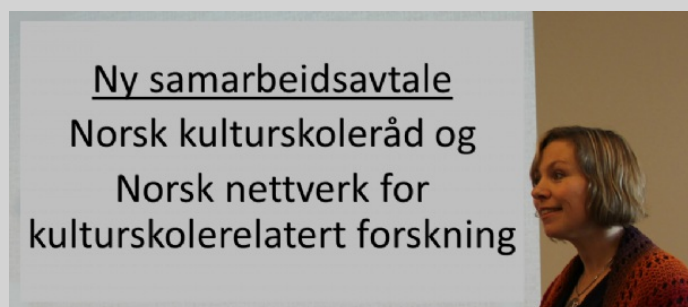 Ny samarbeidsavtale
Norsk kulturskoleråd og
Norsk nettverk for
kulturskolerelatert forskning